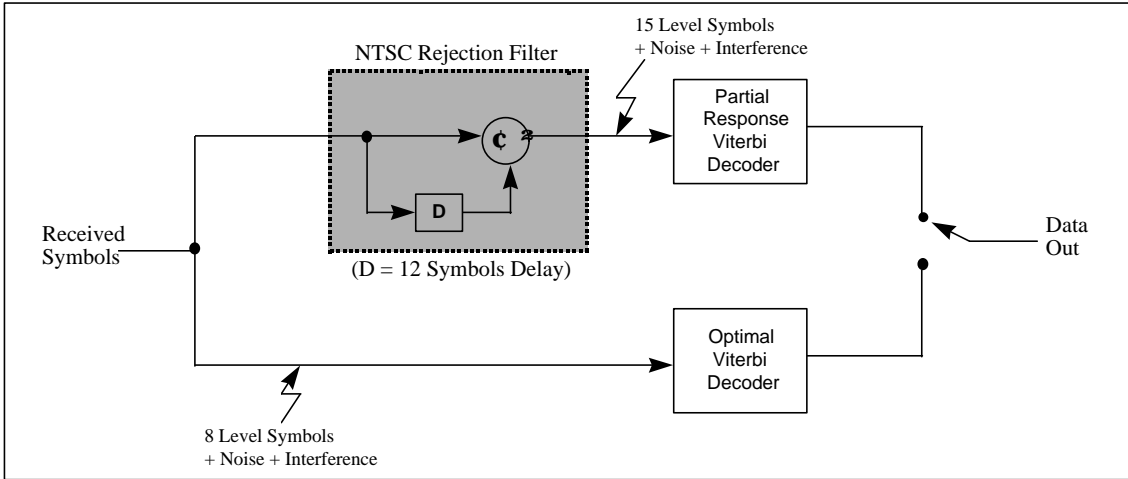 15 Level Symbols
+ Noise + Interference
NTSC Rejection Filter
Partial
Response
Viterbi
Decoder
D
Received
Symbols
Data
Out
(D = 12 Symbols Delay)
Optimal
Viterbi
Decoder
8 Level Symbols
+ Noise + Interference